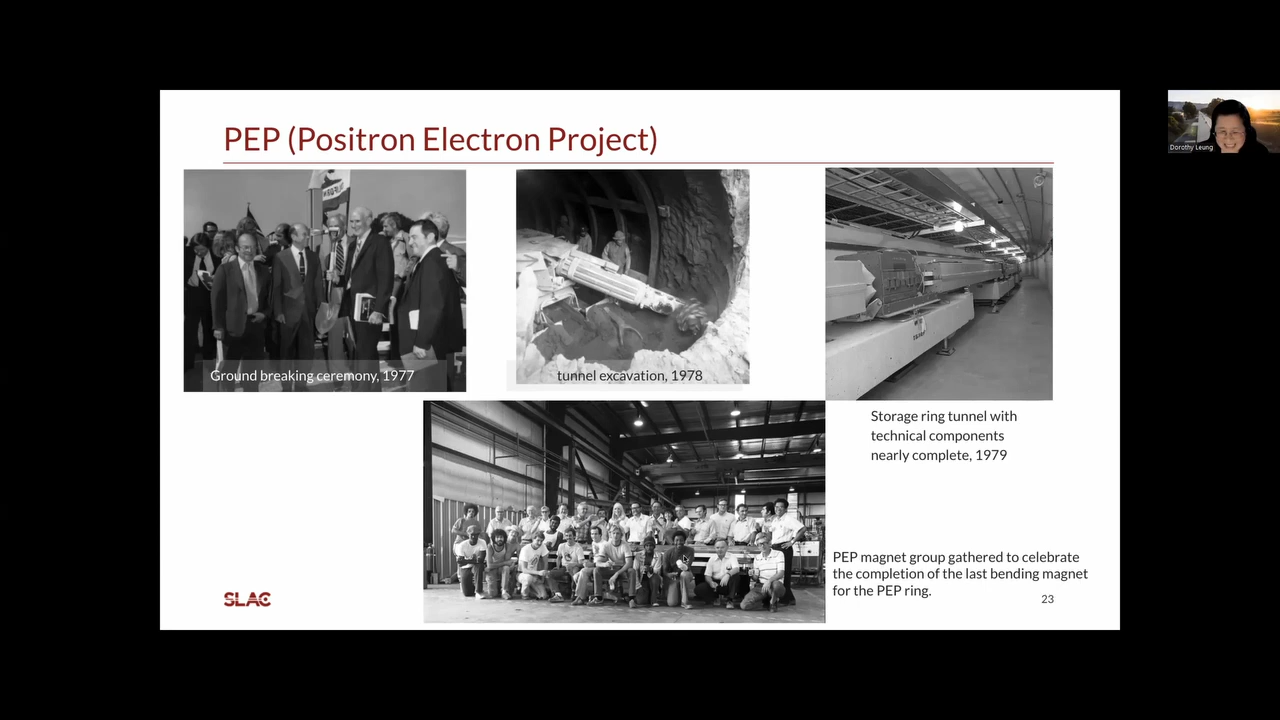 PEP (Positron Electron Project)
Ground breaking ceremony, 1977
tunnel excavation, 1978
Storage ring tunnel with
technical components
nearly complete, 1979
PEP magnet group gathered to celebrate
the completion of the last bending magnet
for the PEP ring.
SLAC
23
Dorothy Leung